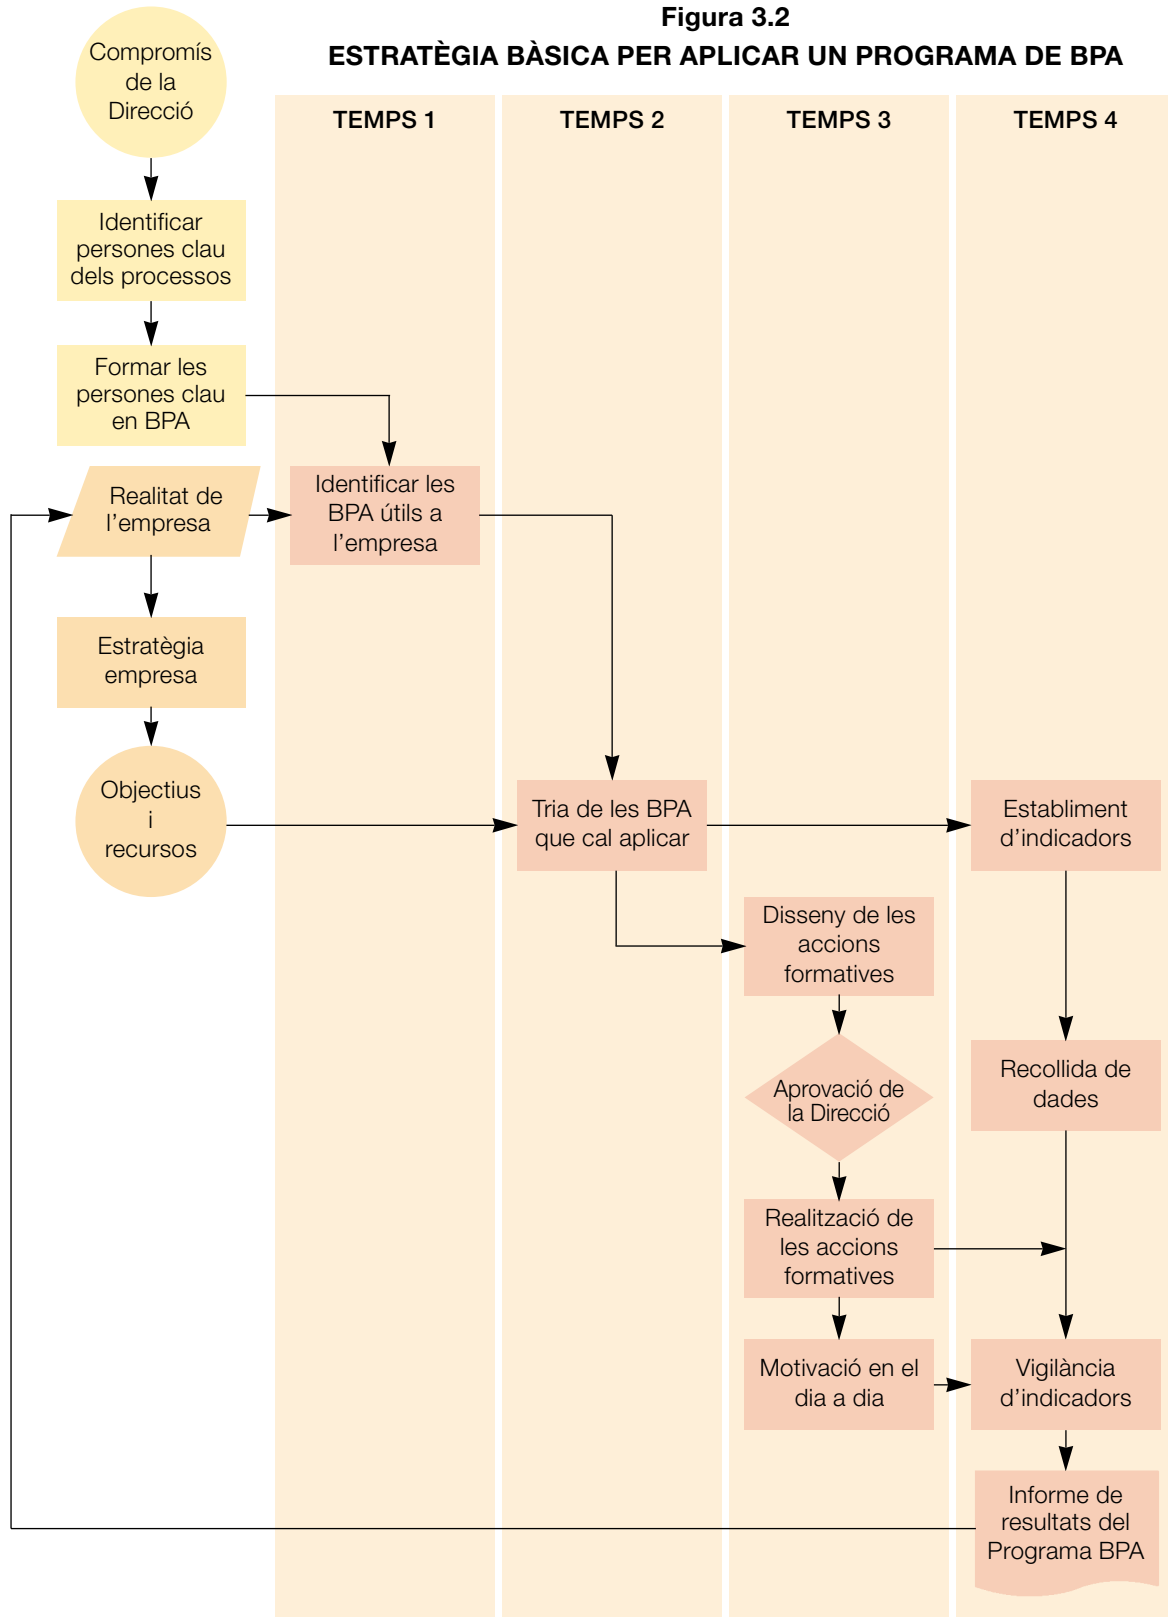 Figura 3.2
ESTRATÈGIA BÀSICA PER APLICAR UN PROGRAMA DE BPA
Compromís
de la
Direcció
Identificar
persones clau
dels processos
Formar les
persones clau
en BPA
Realitat de
l’empresa
Estratègia
empresa
Objectius
i
recursos
TEMPS 1
Identificar les
BPA útils a
l’empresa
TEMPS 2
Tria de les BPA
que cal aplicar
TEMPS 3
Disseny de les
accions
formatives
Aprovació de
la Direcció
Realització de
les accions
formatives
Motivació en el
dia a dia
TEMPS 4
Establiment
d’indicadors
Recollida de
dades
Vigilància
d’indicadors
Informe de
resultats del
Programa BPA